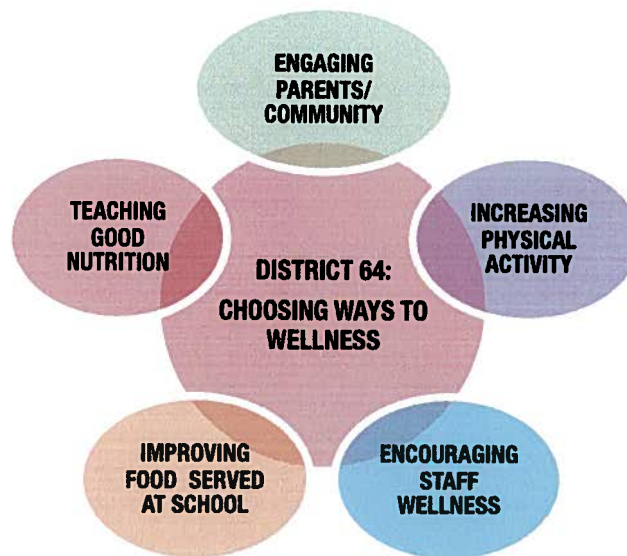 ENGAGING
PARENTS/
COMMUNITY
TEACHING
GOOD
NUTRITION
INCREASING
PHYSICAL
ACTIVITY
DISTRICT 64:
CHOOSING WAYS TO
WELLNESS
IMPROVING
FOOD SERVED
AT SCHOOL
ENCOURAGING
STAFF
WELLNESS